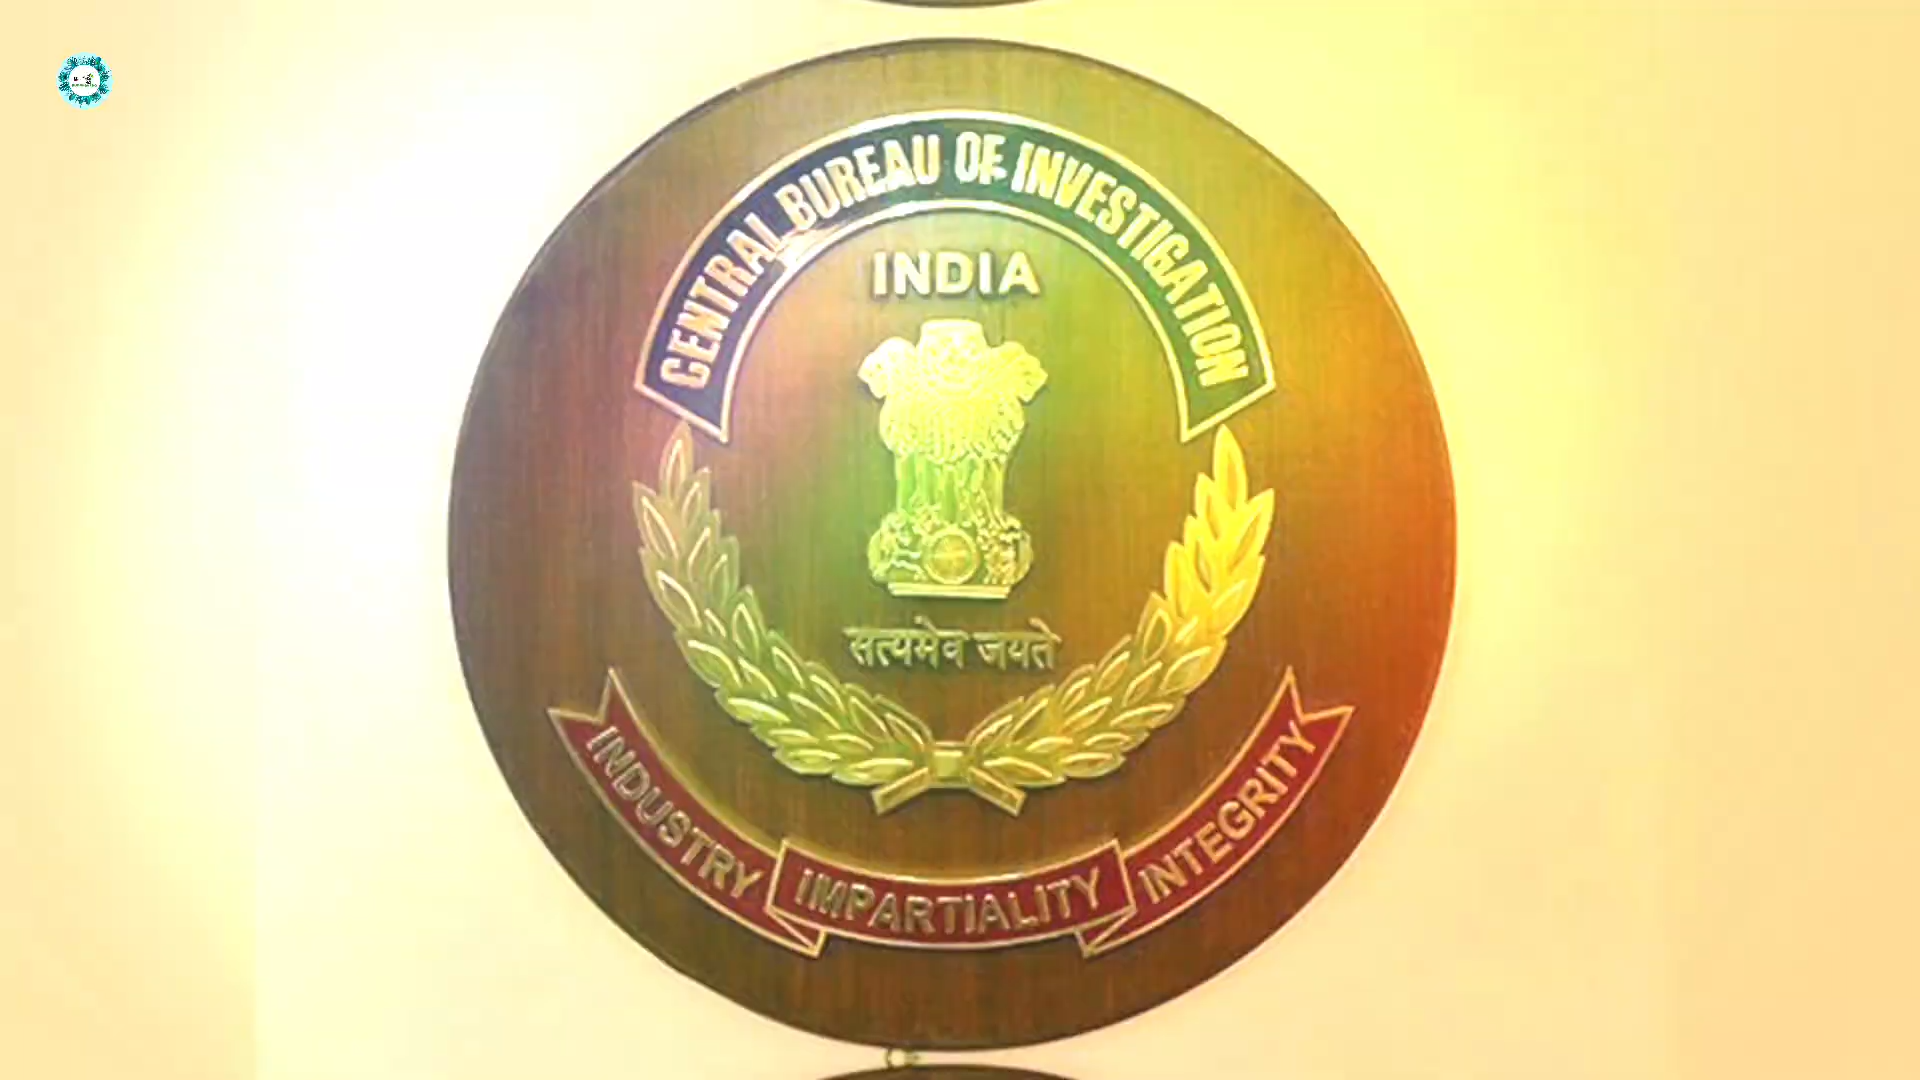 CENTRAL BUREAU OF INVESTIGATION
INDIA
सत्यमेव जयते
INDUSTRY IMPARTIALITY INTEGRITY